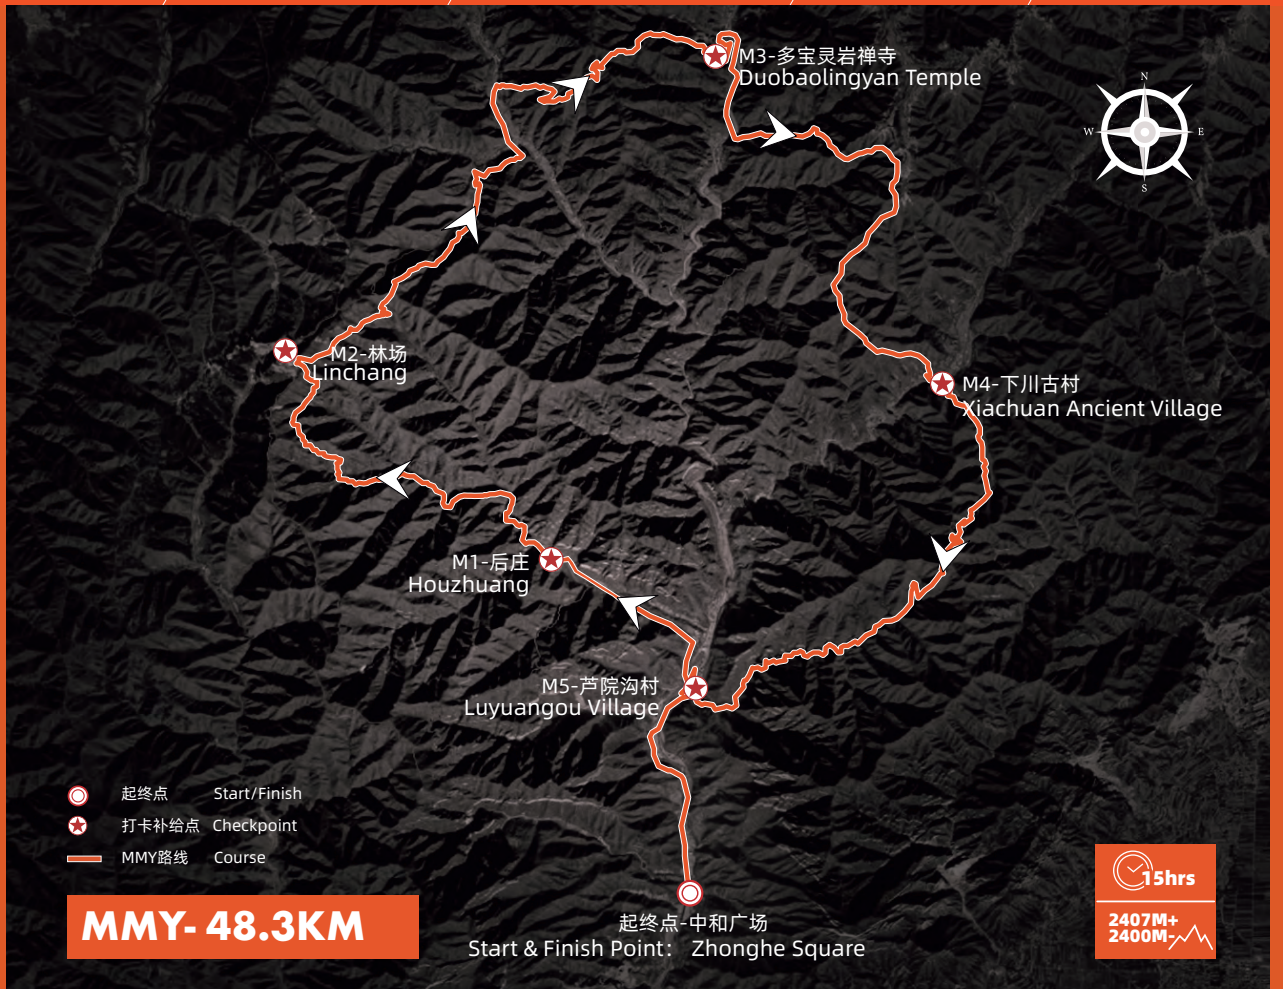 M3-多宝灵岩禅寺
Duobaolingyan Temple
N
W
E
S
M2-林场
Linchang
M4-下川古村
Xiachuan Ancient Village
M1-后庄
Houzhuang
M5-芦院沟村
Luyuangou Village
起终点 Start/Finish
打卡补给点 Checkpoint
MMY路线 Course
MMY- 48.3KM
起终点-中和广场
Start & Finish Point： Zhonghe Square
15hrs
2407M+
2400M-